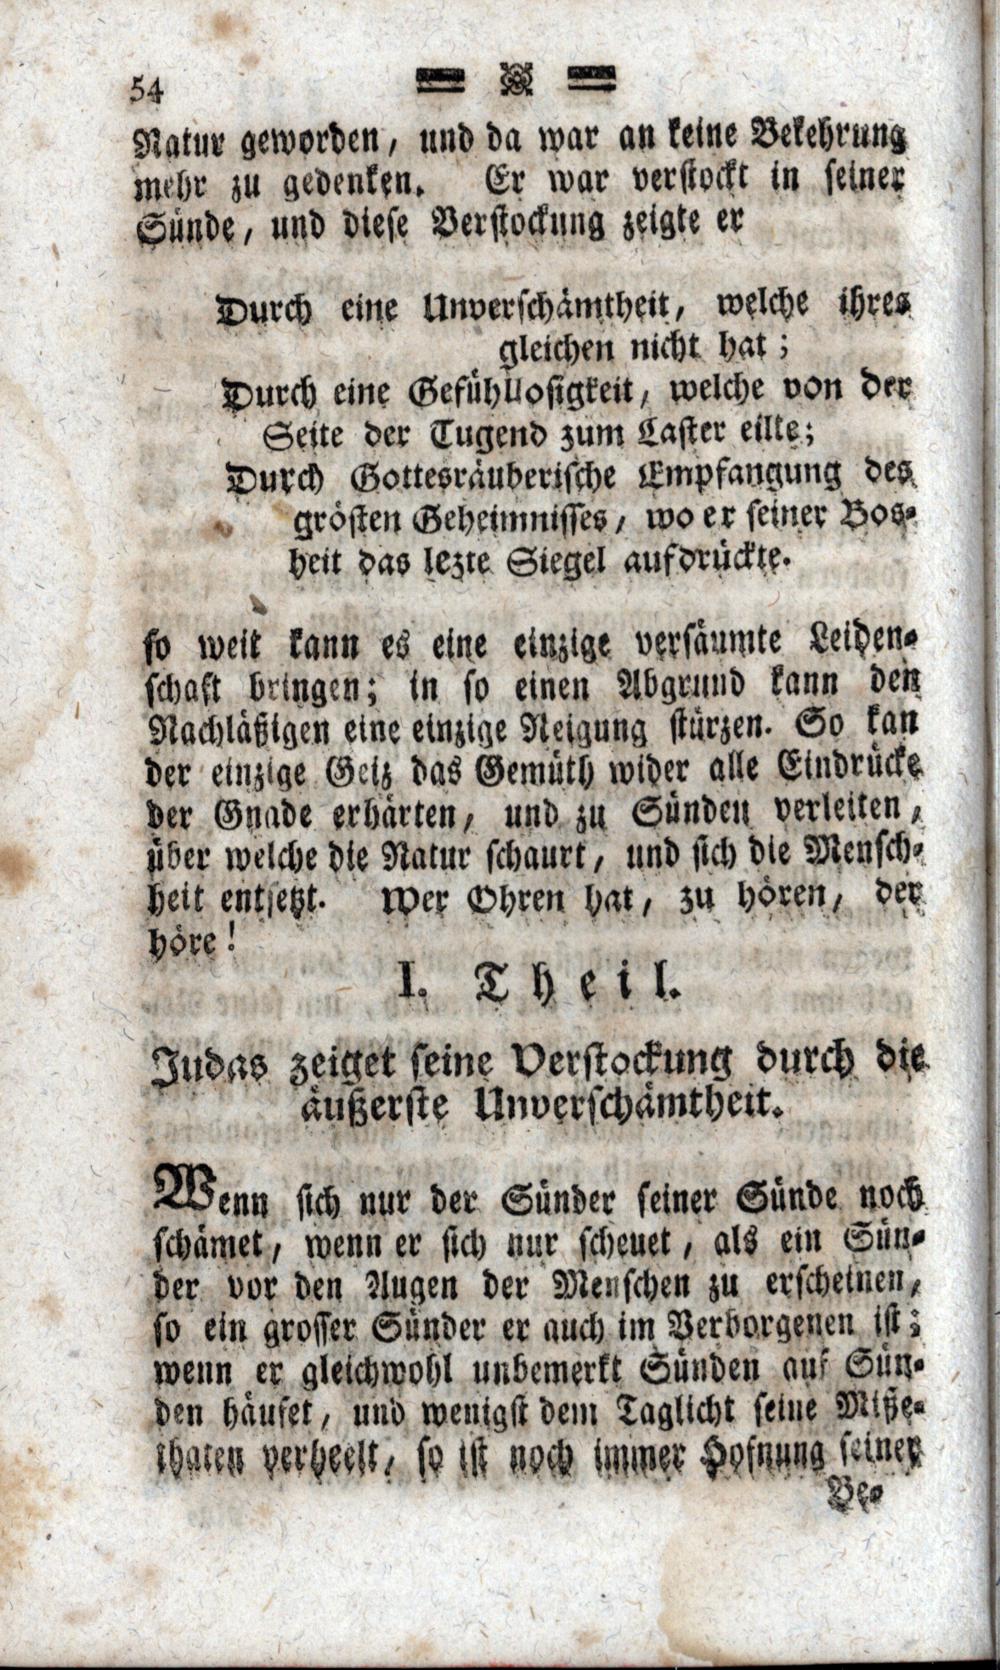 54
Natur geworden, und da war an keine Bekehrung
mehr zu gedenken. Er war verstockt in seiner
Sünde, und diese Verstockung zeigte er
Durch eine Unverschämtheit, welche ihres
gleichen nicht hat;
Durch eine Gefühllosigkeit, welche von der
Seite der Tugend zum Laster eilte;
Durch Gottesräuberische Empfangung des
grösten Geheimnisses, wo er seiner Bos-
heit das lezte Siegel aufdrückte.
so weit kann es eine einzige versäumte Leiden-
schaft bringen; in so einen Abgrund kann den
Nachläßigen eine einzige Neigung stürzen. So kan
der einzige Geiz das Gemüth wider alle Eindrücke
der Gnade erhärten, und zu Sünden verleiten,
über welche die Natur schaurt, und sich die Mensch-
heit entsetzt. Wer Ohren hat, zu hören, der
höre!
I. Theil.
Judas zeiget seine Verstockung durch die
äußerste Unverschämtheit.
Wenn sich nur der Sünder seiner Sünde noch
schämet, wenn er sich nur scheuet, als ein Sün-
der vor den Augen der Menschen zu erscheinen,
so ein grosser Sünder er auch im Verborgenen ist;
wenn er gleichwohl unbemerkt Sünden auf Sün-
den häufet, und wenigst dem Taglicht seine Miße-
thaten verheelt, so ist noch immer Hofnung seiner
Be-